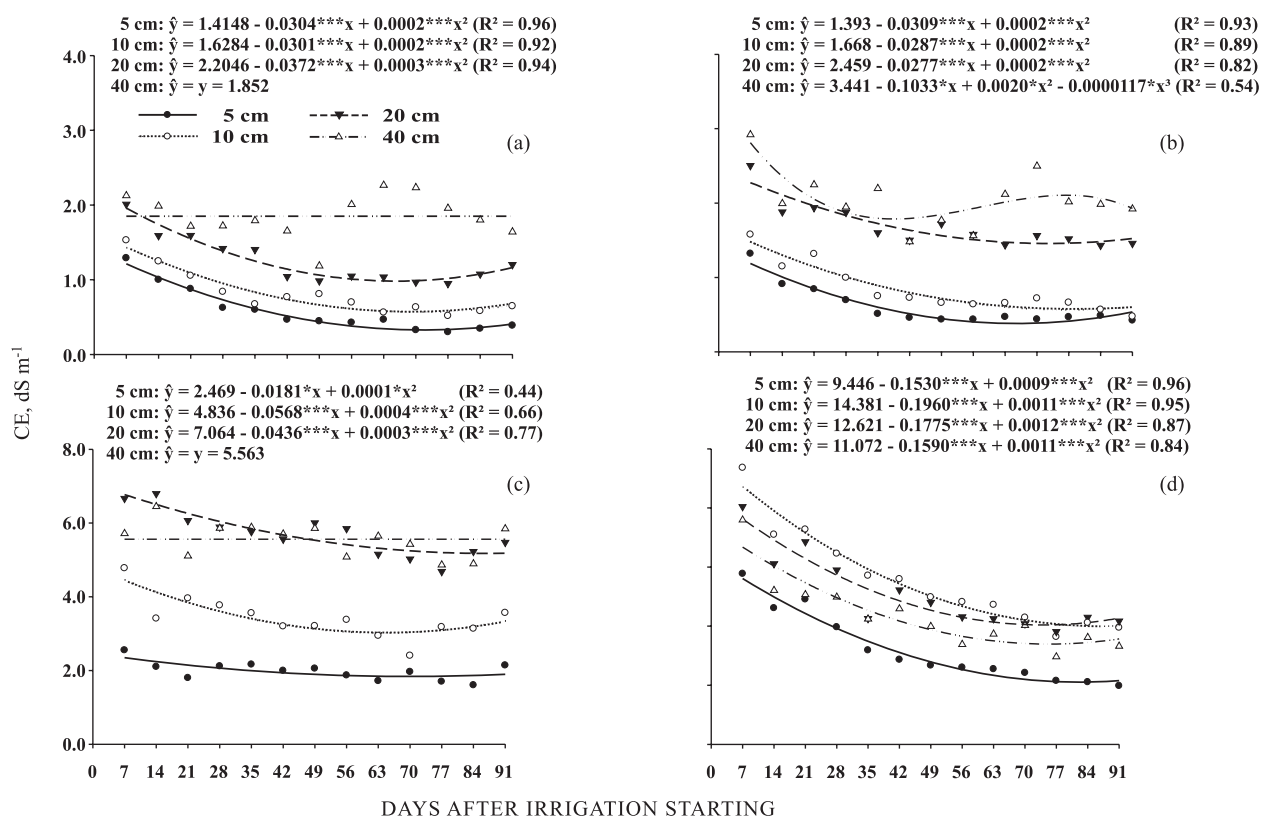 5 cm: ŷ = 1.4148 - 0.0304***x + 0.0002***x² (R² = 0.96)
10 cm: ŷ = 1.6284 - 0.0301***x + 0.0002***x² (R² = 0.92)
20 cm: ŷ = 2.2046 - 0.0372***x + 0.0003***x² (R² = 0.94)
40 cm: ŷ = y = 1.852
4.0
3.0
2.0
1.0
0.0
5 cm 20 cm
10 cm 40 cm
(a)
5 cm: ŷ = 1.393 - 0.0309***x + 0.0002***x² (R² = 0.93)
10 cm: ŷ = 1.668 - 0.0287***x + 0.0002***x² (R² = 0.89)
20 cm: ŷ = 2.459 - 0.0277***x + 0.0002***x² (R² = 0.82)
40 cm: ŷ = 3.441 - 0.1033*x + 0.0020*x² - 0.0000117*x³ (R² = 0.54)
(b)
CE, dS m⁻¹
5 cm: ŷ = 2.469 - 0.0181*x + 0.0001*x² (R² = 0.44)
10 cm: ŷ = 4.836 - 0.0568***x + 0.0004***x² (R² = 0.66)
20 cm: ŷ = 7.064 - 0.0436***x + 0.0003***x² (R² = 0.77)
40 cm: ŷ = y = 5.563
8.0
6.0
4.0
2.0
0.0
(c)
0 7 14 21 28 35 42 49 56 63 70 77 84 91
5 cm: ŷ = 9.446 - 0.1530***x + 0.0009***x² (R² = 0.96)
10 cm: ŷ = 14.381 - 0.1960***x + 0.0011***x² (R² = 0.95)
20 cm: ŷ = 12.621 - 0.1775***x + 0.0012***x² (R² = 0.87)
40 cm: ŷ = 11.072 - 0.1590***x + 0.0011***x² (R² = 0.84)
(d)
0 7 14 21 28 35 42 49 56 63 70 77 84 91
DAYS AFTER IRRIGATION STARTING